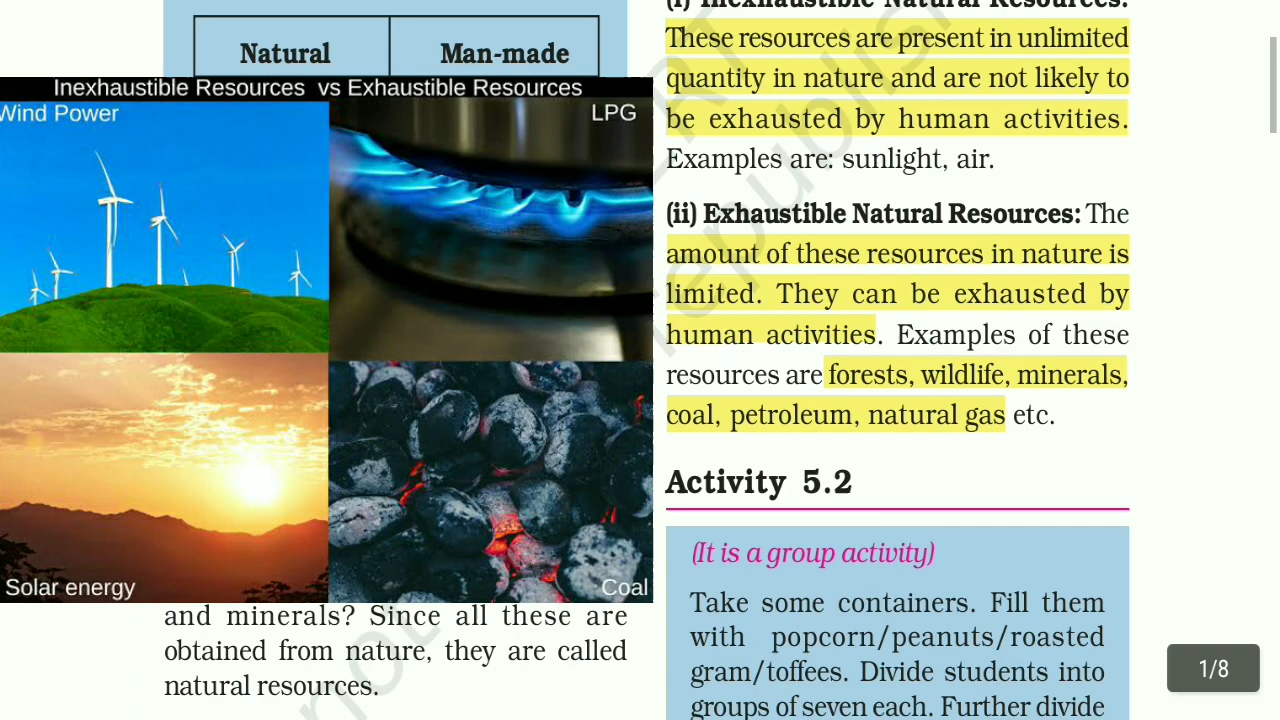 Natural
Man-made
Inexhaustible Resources vs Exhaustible Resources
Wind Power
LPG
Solar energy
Coal
and minerals? Since all these are
obtained from nature, they are called
natural resources.
(i) Inexhaustible Natural Resources:
These resources are present in unlimited
quantity in nature and are not likely to
be exhausted by human activities.
Examples are: sunlight, air.
(ii) Exhaustible Natural Resources: The
amount of these resources in nature is
limited. They can be exhausted by
human activities. Examples of these
resources are forests, wildlife, minerals,
coal, petroleum, natural gas etc.
Activity 5.2
(It is a group activity)
Take some containers. Fill them
with popcorn/peanuts/roasted
gram/toffees. Divide students into
groups of seven each. Further divide
1/8